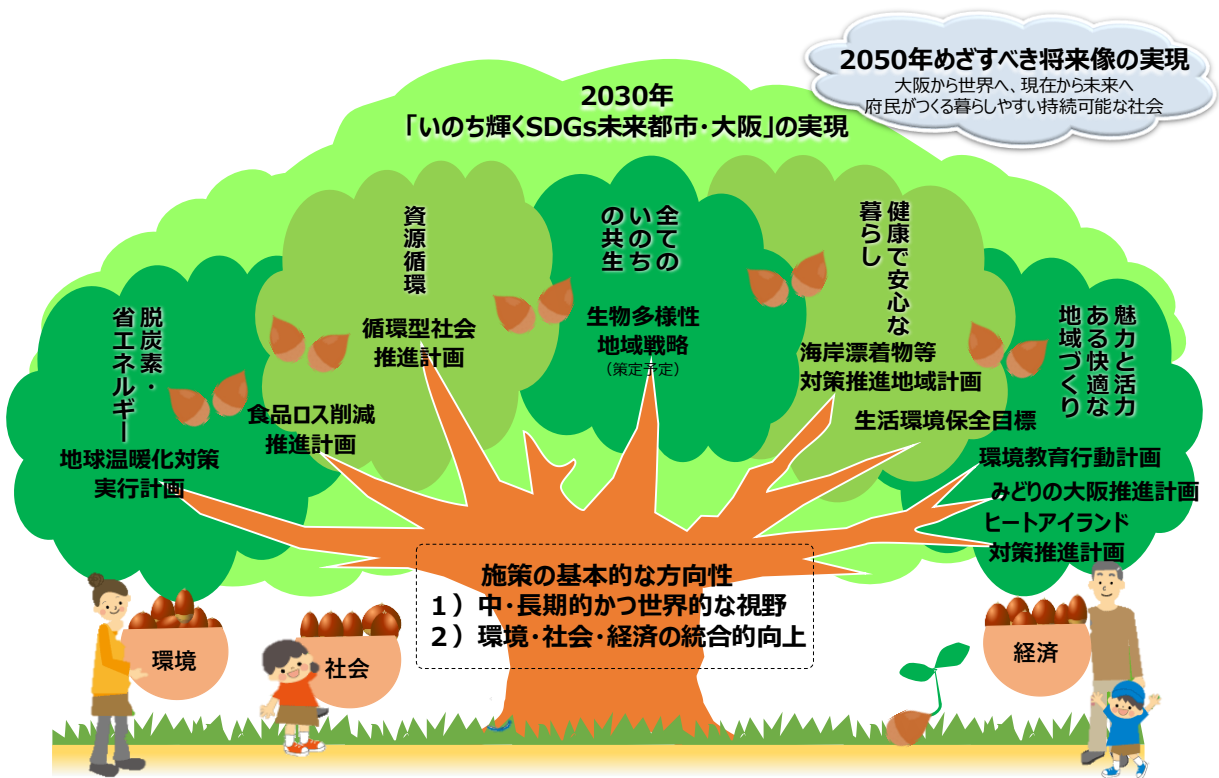 2050年めざすべき将来像の実現
大阪から世界へ、現在から未来へ
府民がつくる暮らしやすい持続可能な社会
2030年
「いのち輝くSDGs未来都市・大阪」の実現
脱炭素・
省エネルギー
地球温暖化対策
実行計画
資源循環
循環型社会
推進計画
食品ロス削減
推進計画
全ての
いのち
の共生
生物多様性
地域戦略
（策定予定）
健康で安心な
暮らし
海岸漂着物等
対策推進地域計画
生活環境保全目標
魅力と活力
ある快適な
地域づくり
環境教育行動計画
みどりの大阪推進計画
ヒートアイランド
対策推進計画
施策の基本的な方向性
１）中・長期的かつ世界的な視野
２）環境・社会・経済の統合的向上
環境
社会
経済